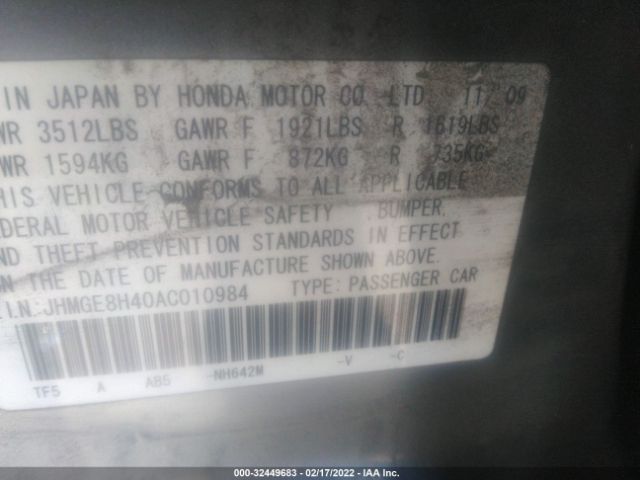 IN JAPAN BY HONDA MOTOR CO LTD 11 09
WR 3512LBS GAWR F 1921LBS R 1619LBS
WR 1594KG GAWR F 872KG R 735KG
HIS VEHICLE CONFORMS TO ALL APPLICABLE
DERAL MOTOR VEHICLE SAFETY BUMPER,
ND THEFT PREVENTION STANDARDS IN EFFECT
N THE DATE OF MANUFACTURE SHOWN ABOVE.
.I.N.:JHMGE8H40AC010984 TYPE: PASSENGER CAR
TF5 A AB5 -NH642M -V -C
000-32449683 - 02/17/2022 - IAA Inc.